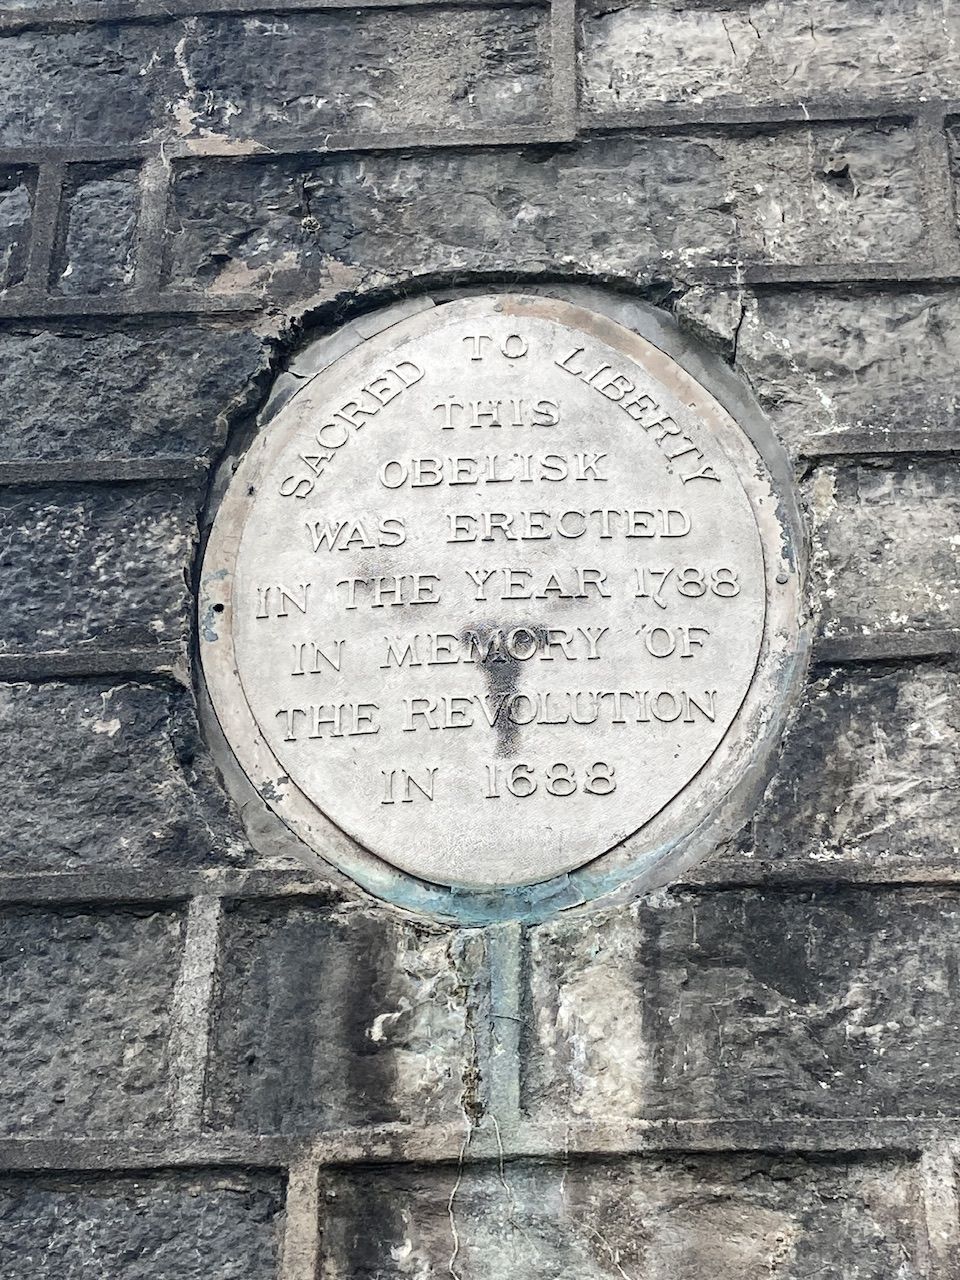 SACRED TO LIBERTY
THIS
OBELISK
WAS ERECTED
IN THE YEAR 1788
IN MEMORY OF
THE REVOLUTION
IN 1688